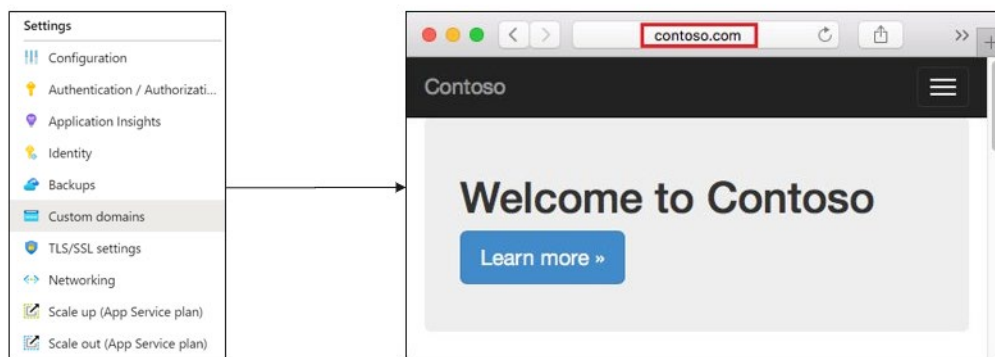 Settings
Configuration
Authentication / Authorizati...
Application Insights
Identity
Backups
Custom domains
TLS/SSL settings
Networking
Scale up (App Service plan)
Scale out (App Service plan)
contoso.com
Contoso
Welcome to Contoso
Learn more »